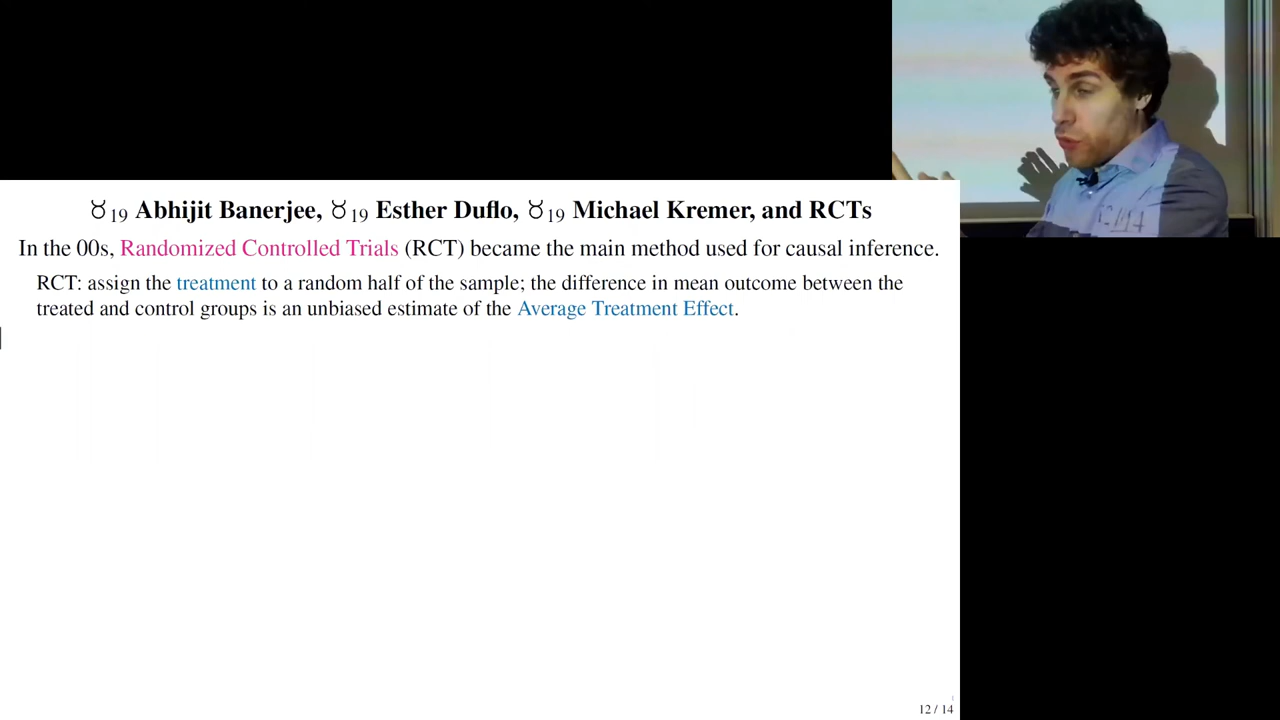 ♉19 Abhijit Banerjee, ♉19 Esther Duflo, ♉19 Michael Kremer, and RCTs
In the 00s, Randomized Controlled Trials (RCT) became the main method used for causal inference.
RCT: assign the treatment to a random half of the sample; the difference in mean outcome between the
treated and control groups is an unbiased estimate of the Average Treatment Effect.
12 / 14